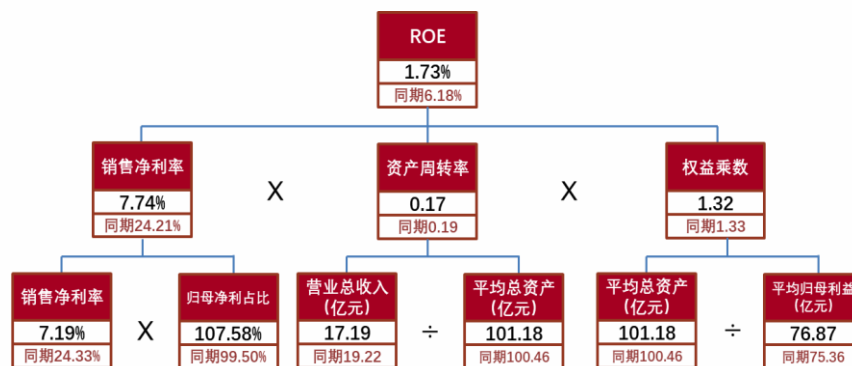 ROE
1.73%
同期6.18%
销售净利率
7.74%
同期24.21%
X
资产周转率
0.17
同期0.19
X
权益乘数
1.32
同期1.33
销售净利率
7.19%
同期24.33%
X
归母净利占比
107.58%
同期99.50%
营业总收入
(亿元)
17.19
同期19.22
÷
平均总资产
(亿元)
101.18
同期100.46
平均总资产
(亿元)
101.18
同期100.46
÷
平均归母利益
(亿元)
76.87
同期75.36